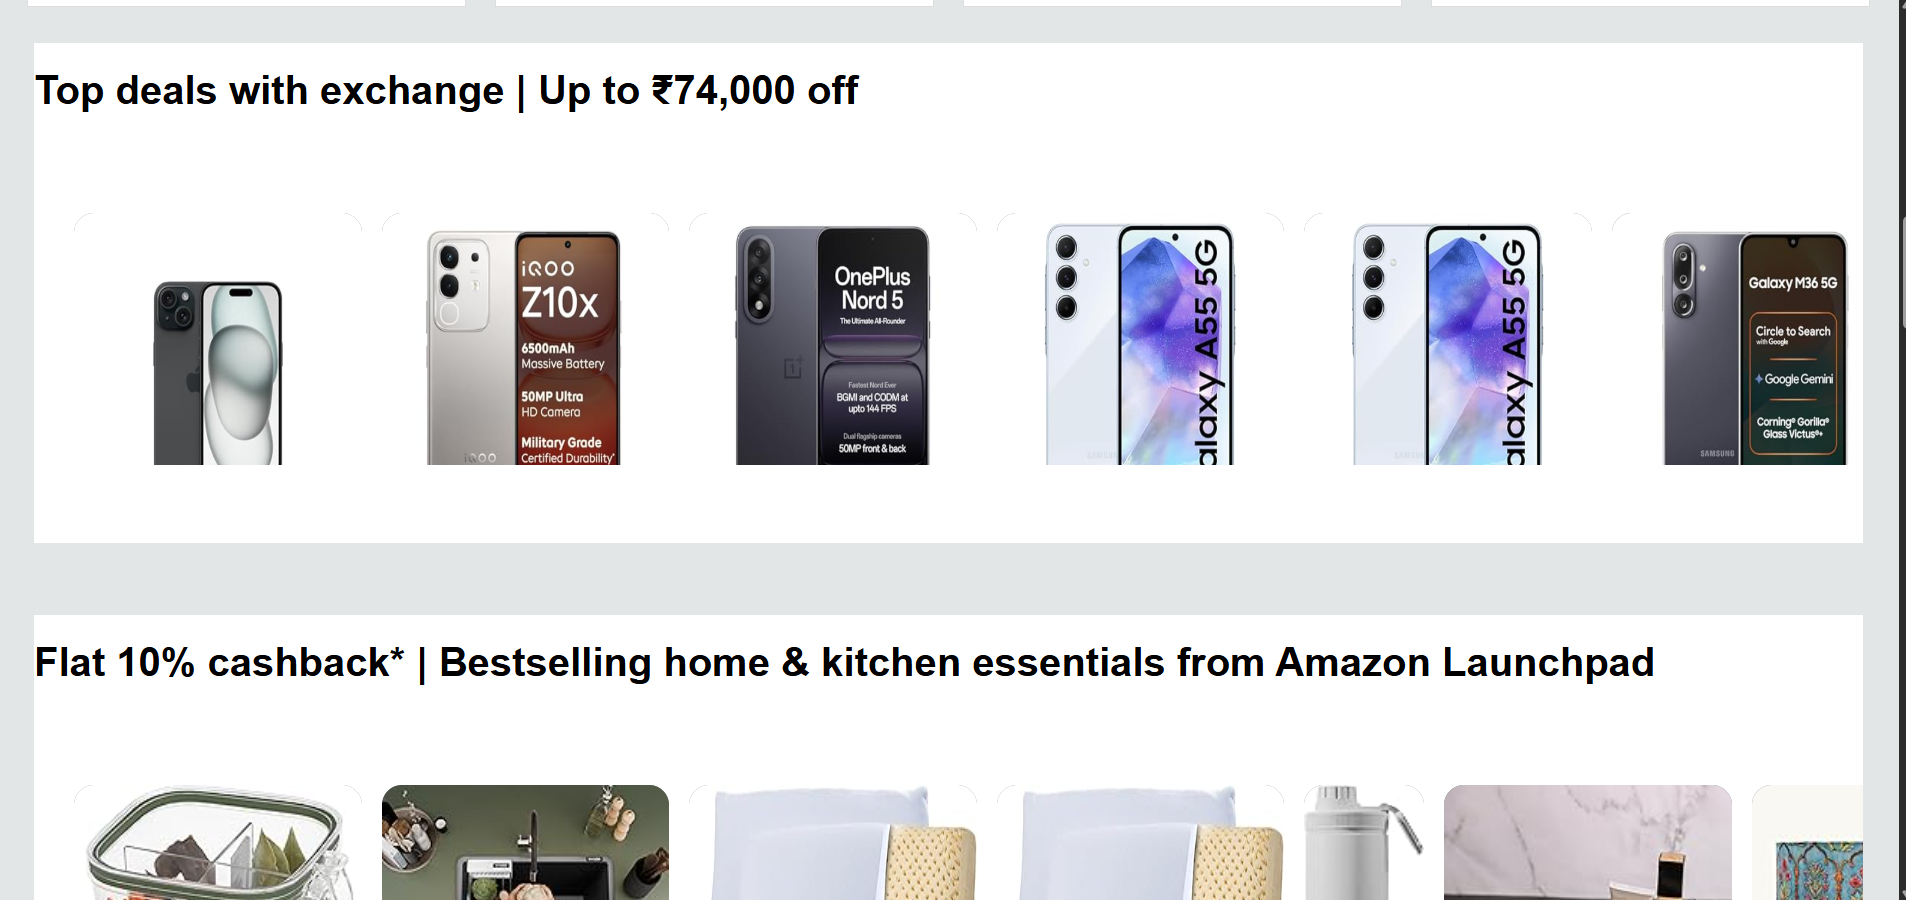 Top deals with exchange | Up to ₹74,000 off
iQOO
Z10x
6500mAh
Massive Battery
50MP Ultra
HD Camera
Military Grade
Certified Durability*
iQOO
OnePlus
Nord 5
The Ultimate All-Rounder
Fastest Nord Ever
BGMI and CODM at
upto 144 FPS
Dual flagship cameras
50MP front & back
alaxy A55 5G
SAMSUNG
alaxy A55 5G
SAMSUNG
Galaxy M36 5G
Circle to Search
with Google
Google Gemini
Corning® Gorilla®
Glass Victus®+
SAMSUNG
Flat 10% cashback* | Bestselling home & kitchen essentials from Amazon Launchpad